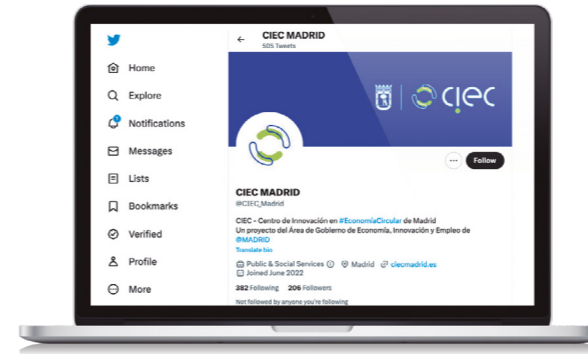 CIEC MADRID
505 Tweets
Home
Explore
1
Notifications
Messages
Lists
Bookmarks
Verified
Profile
More
ciec
Follow
CIEC MADRID
@CIEC_Madrid
CIEC - Centro de Innovación en #EconomíaCircular de Madrid
Un proyecto del Área de Gobierno de Economía, Innovación y Empleo de
@MADRID
Translate bio
Public & Social Services Madrid ciecmadrid.es
Joined June 2022
382 Following 206 Followers
Not followed by anyone you're following